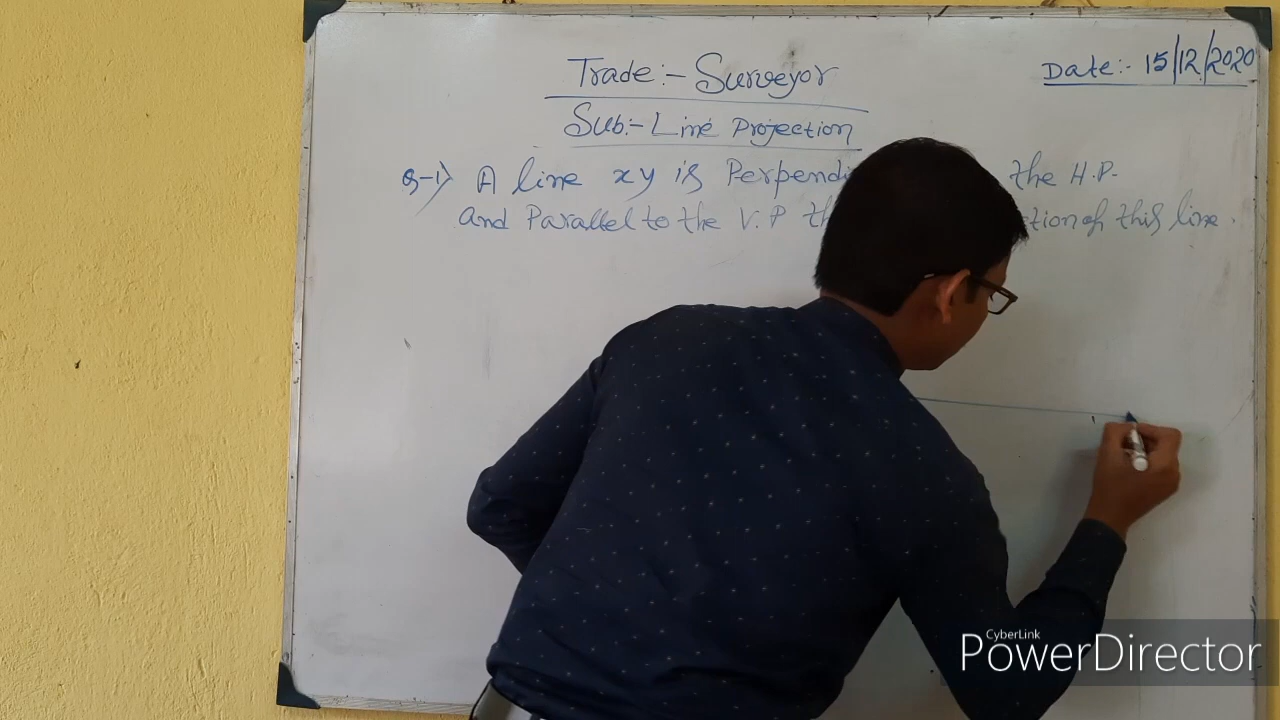 Trade:- Surveyor
Date:- 15/12/2020
Sub:- Line Projection
Q-1) A line xy is Perpendi the H.P.
and Parallel to the V.P th tion of this line.
CyberLink
PowerDirector